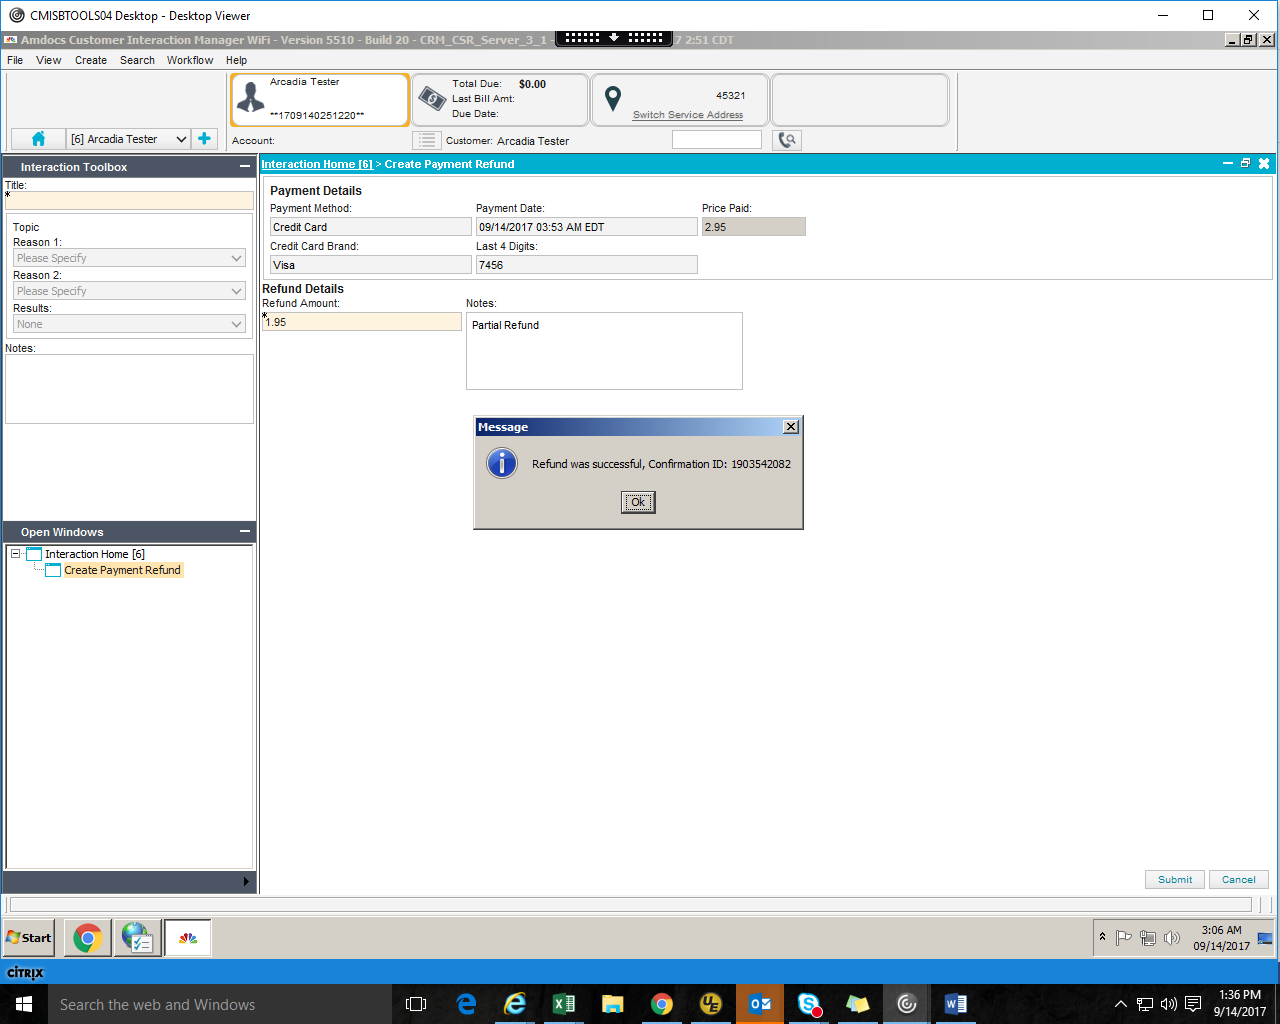 CMISBTOOLS04 Desktop - Desktop Viewer
Amdocs Customer Interaction Manager WiFi - Version 5510 - Build 20 - CRM_CSR_Server_3_1 - 7 2:51 CDT
File View Create Search Workflow Help
Arcadia Tester
**1709140251220**
Total Due: $0.00
Last Bill Amt:
Due Date:
45321
Switch Service Address
[6] Arcadia Tester
Account:
Customer: Arcadia Tester
Interaction Toolbox
Interaction Home [6] > Create Payment Refund
Title:
*
Topic
Reason 1:
Please Specify
Reason 2:
Please Specify
Results:
None
Notes:
Payment Details
Payment Method: Payment Date: Price Paid:
Credit Card 09/14/2017 03:53 AM EDT 2.95
Credit Card Brand: Last 4 Digits:
Visa 7456
Refund Details
Refund Amount: Notes:
*1.95
Partial Refund
Message
Refund was successful, Confirmation ID: 1903542082
Ok
Open Windows
Interaction Home [6]
Create Payment Refund
Submit Cancel
Start
3:06 AM
09/14/2017
CITRIX
Search the web and Windows
1:36 PM
9/14/2017